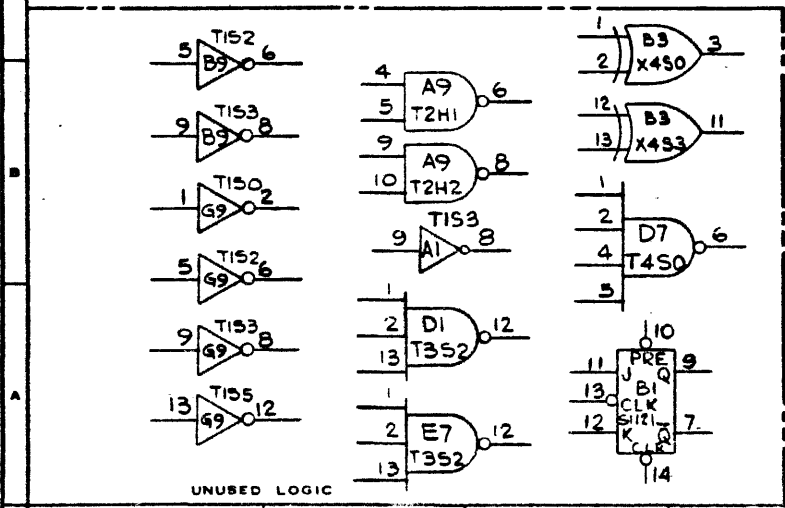 T1S2
5 B9 6
T1S3
9 B9 8
T1S0
1 G9 2
T1S2
5 G9 6
T1S3
9 G9 8
T1S5
13 G9 12
4 A9 6
5 T2H1
9 A9 8
10 T2H2
T1S3
9 A1 8
1
2 D1 12
13 T3S2
1
2 E7 12
13 T3S2
1 B3 3
2 X4S0
12 B3 11
13 X4S3
1
2 D7 6
4 T4S0
5
10
PRE
11 J Q 9
13 B1
CLK
12 S1121 7
K Q̅
CLR
14
UNUSED LOGIC
B
A